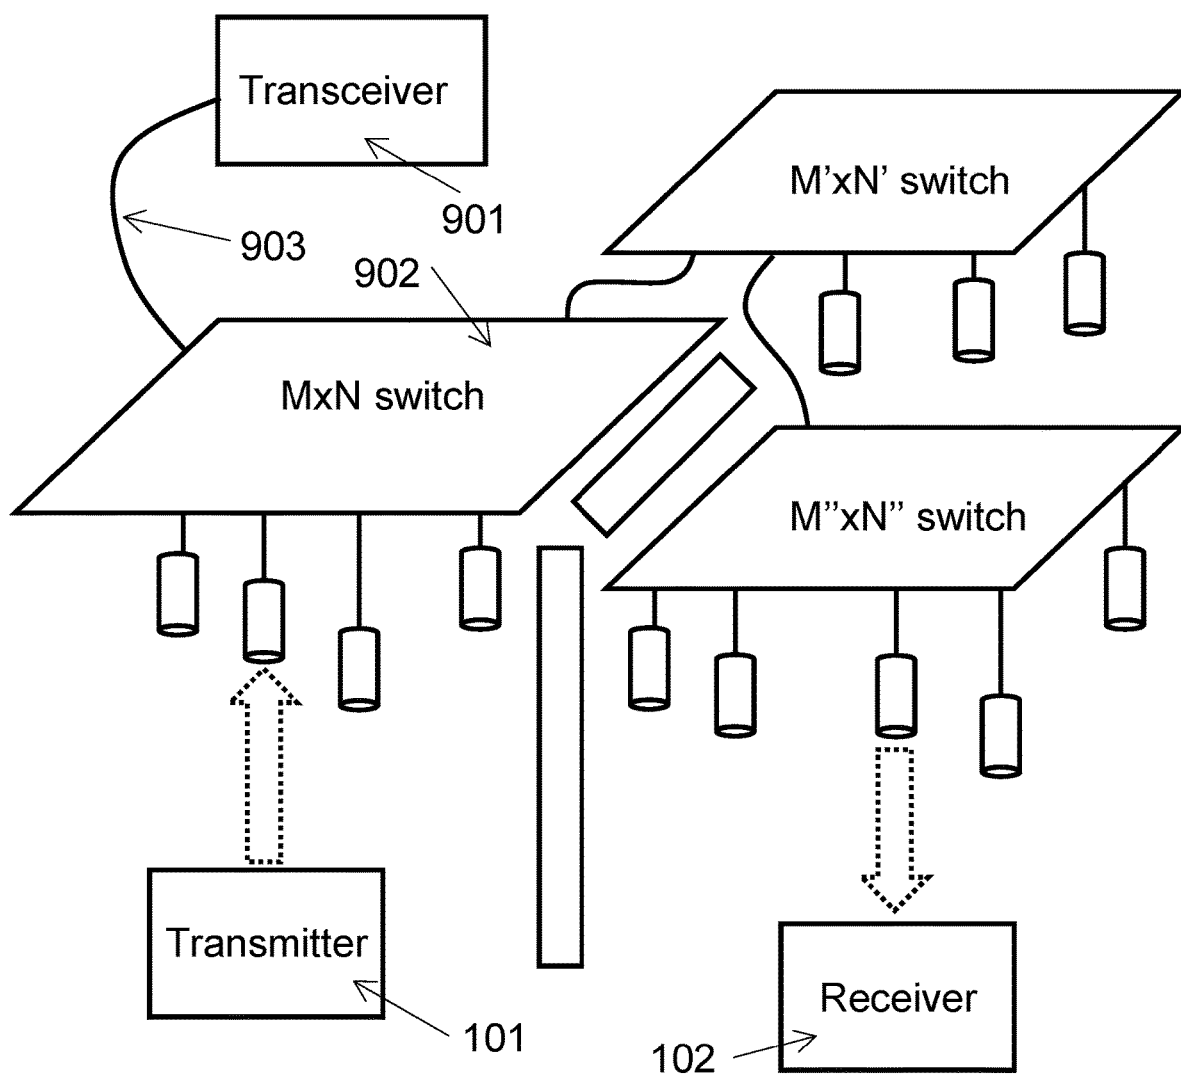 Transceiver
M'xN' switch
901
903
902
MxN switch
M''xN'' switch
Transmitter
Receiver
101
102